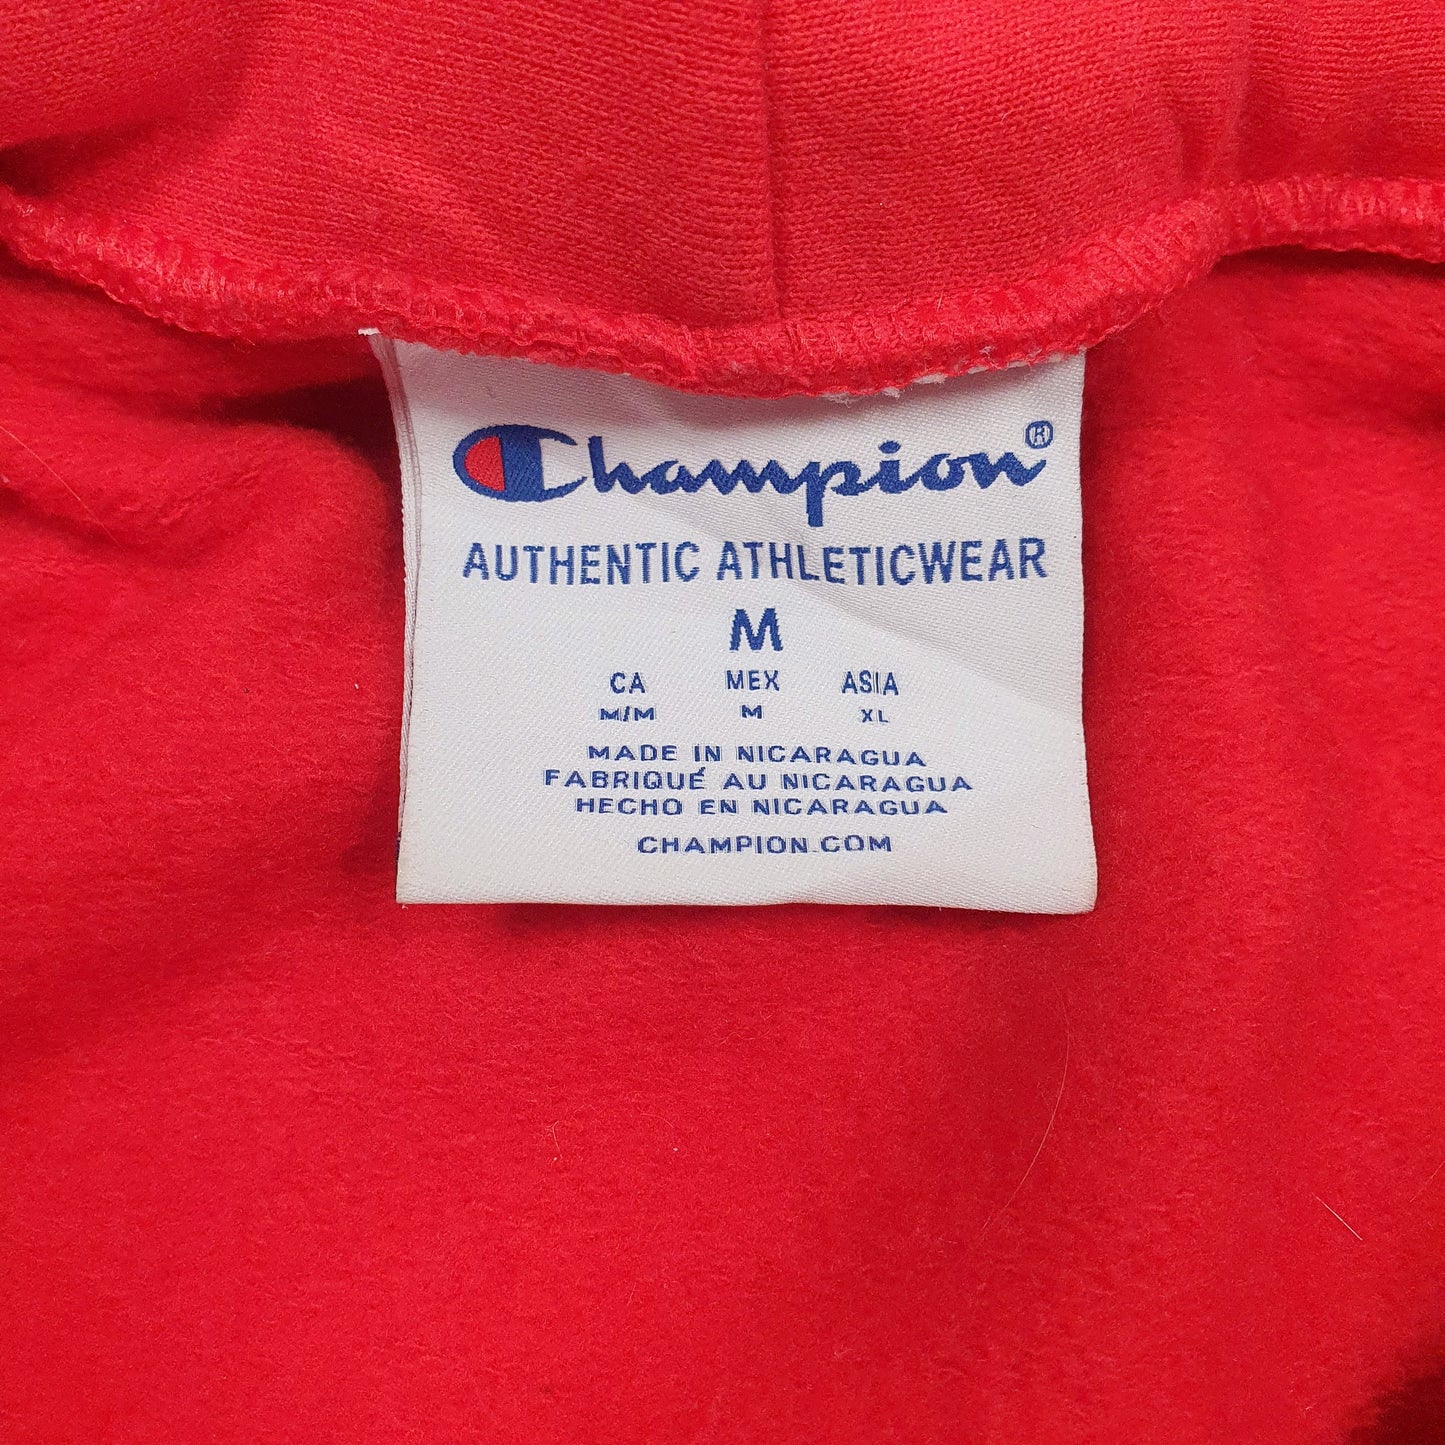 Champion®
AUTHENTIC ATHLETICWEAR
M
CA MEX ASIA
M/M M XL
MADE IN NICARAGUA
FABRIQUÉ AU NICARAGUA
HECHO EN NICARAGUA
CHAMPION.COM